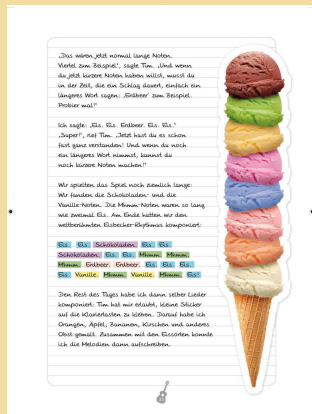 „Das wären jetzt normal lange Noten.
Viertel zum Beispiel“, sagte Tim. „Und wenn
du jetzt kürzere Noten haben willst, musst du
in der Zeit, die ein Schlag dauert, einfach ein
längeres Wort sagen: ‚Erdbeer‘ zum Beispiel.
Probier mal!“
Ich sagte: „Eis. Eis. Erdbeer. Eis. Eis.“
„Super!“, rief Tim. „Jetzt hast du es schon
fast ganz verstanden! Und wenn du noch
ein längeres Wort nimmst, kannst du
noch kürzere Noten machen!“
Wir spielten das Spiel noch ziemlich lange:
Wir fanden die Schokoladen- und die
Vanille-Noten. Die Mhmm-Noten waren so lang
wie zweimal Eis. Am Ende hatten wir den
weltberühmten Eisbecher-Rhythmus komponiert:
Eis. Eis. Schokoladen. Eis. Eis.
Schokoladen. Eis. Eis. Mhmm. Mhmm.
Mhmm. Erdbeer. Erdbeer. Eis. Eis. Eis.
Eis. Vanille. Mhmm. Vanille. Mhmm. Eis!
Den Rest des Tages habe ich dann selber Lieder
komponiert: Tim hat mir erlaubt, kleine Sticker
auf die Klaviertasten zu kleben. Darauf habe ich
Orangen, Äpfel, Bananen, Kirschen und anderes
Obst gemalt. Zusammen mit den Eissorten konnte
ich die Melodien dann aufschreiben.